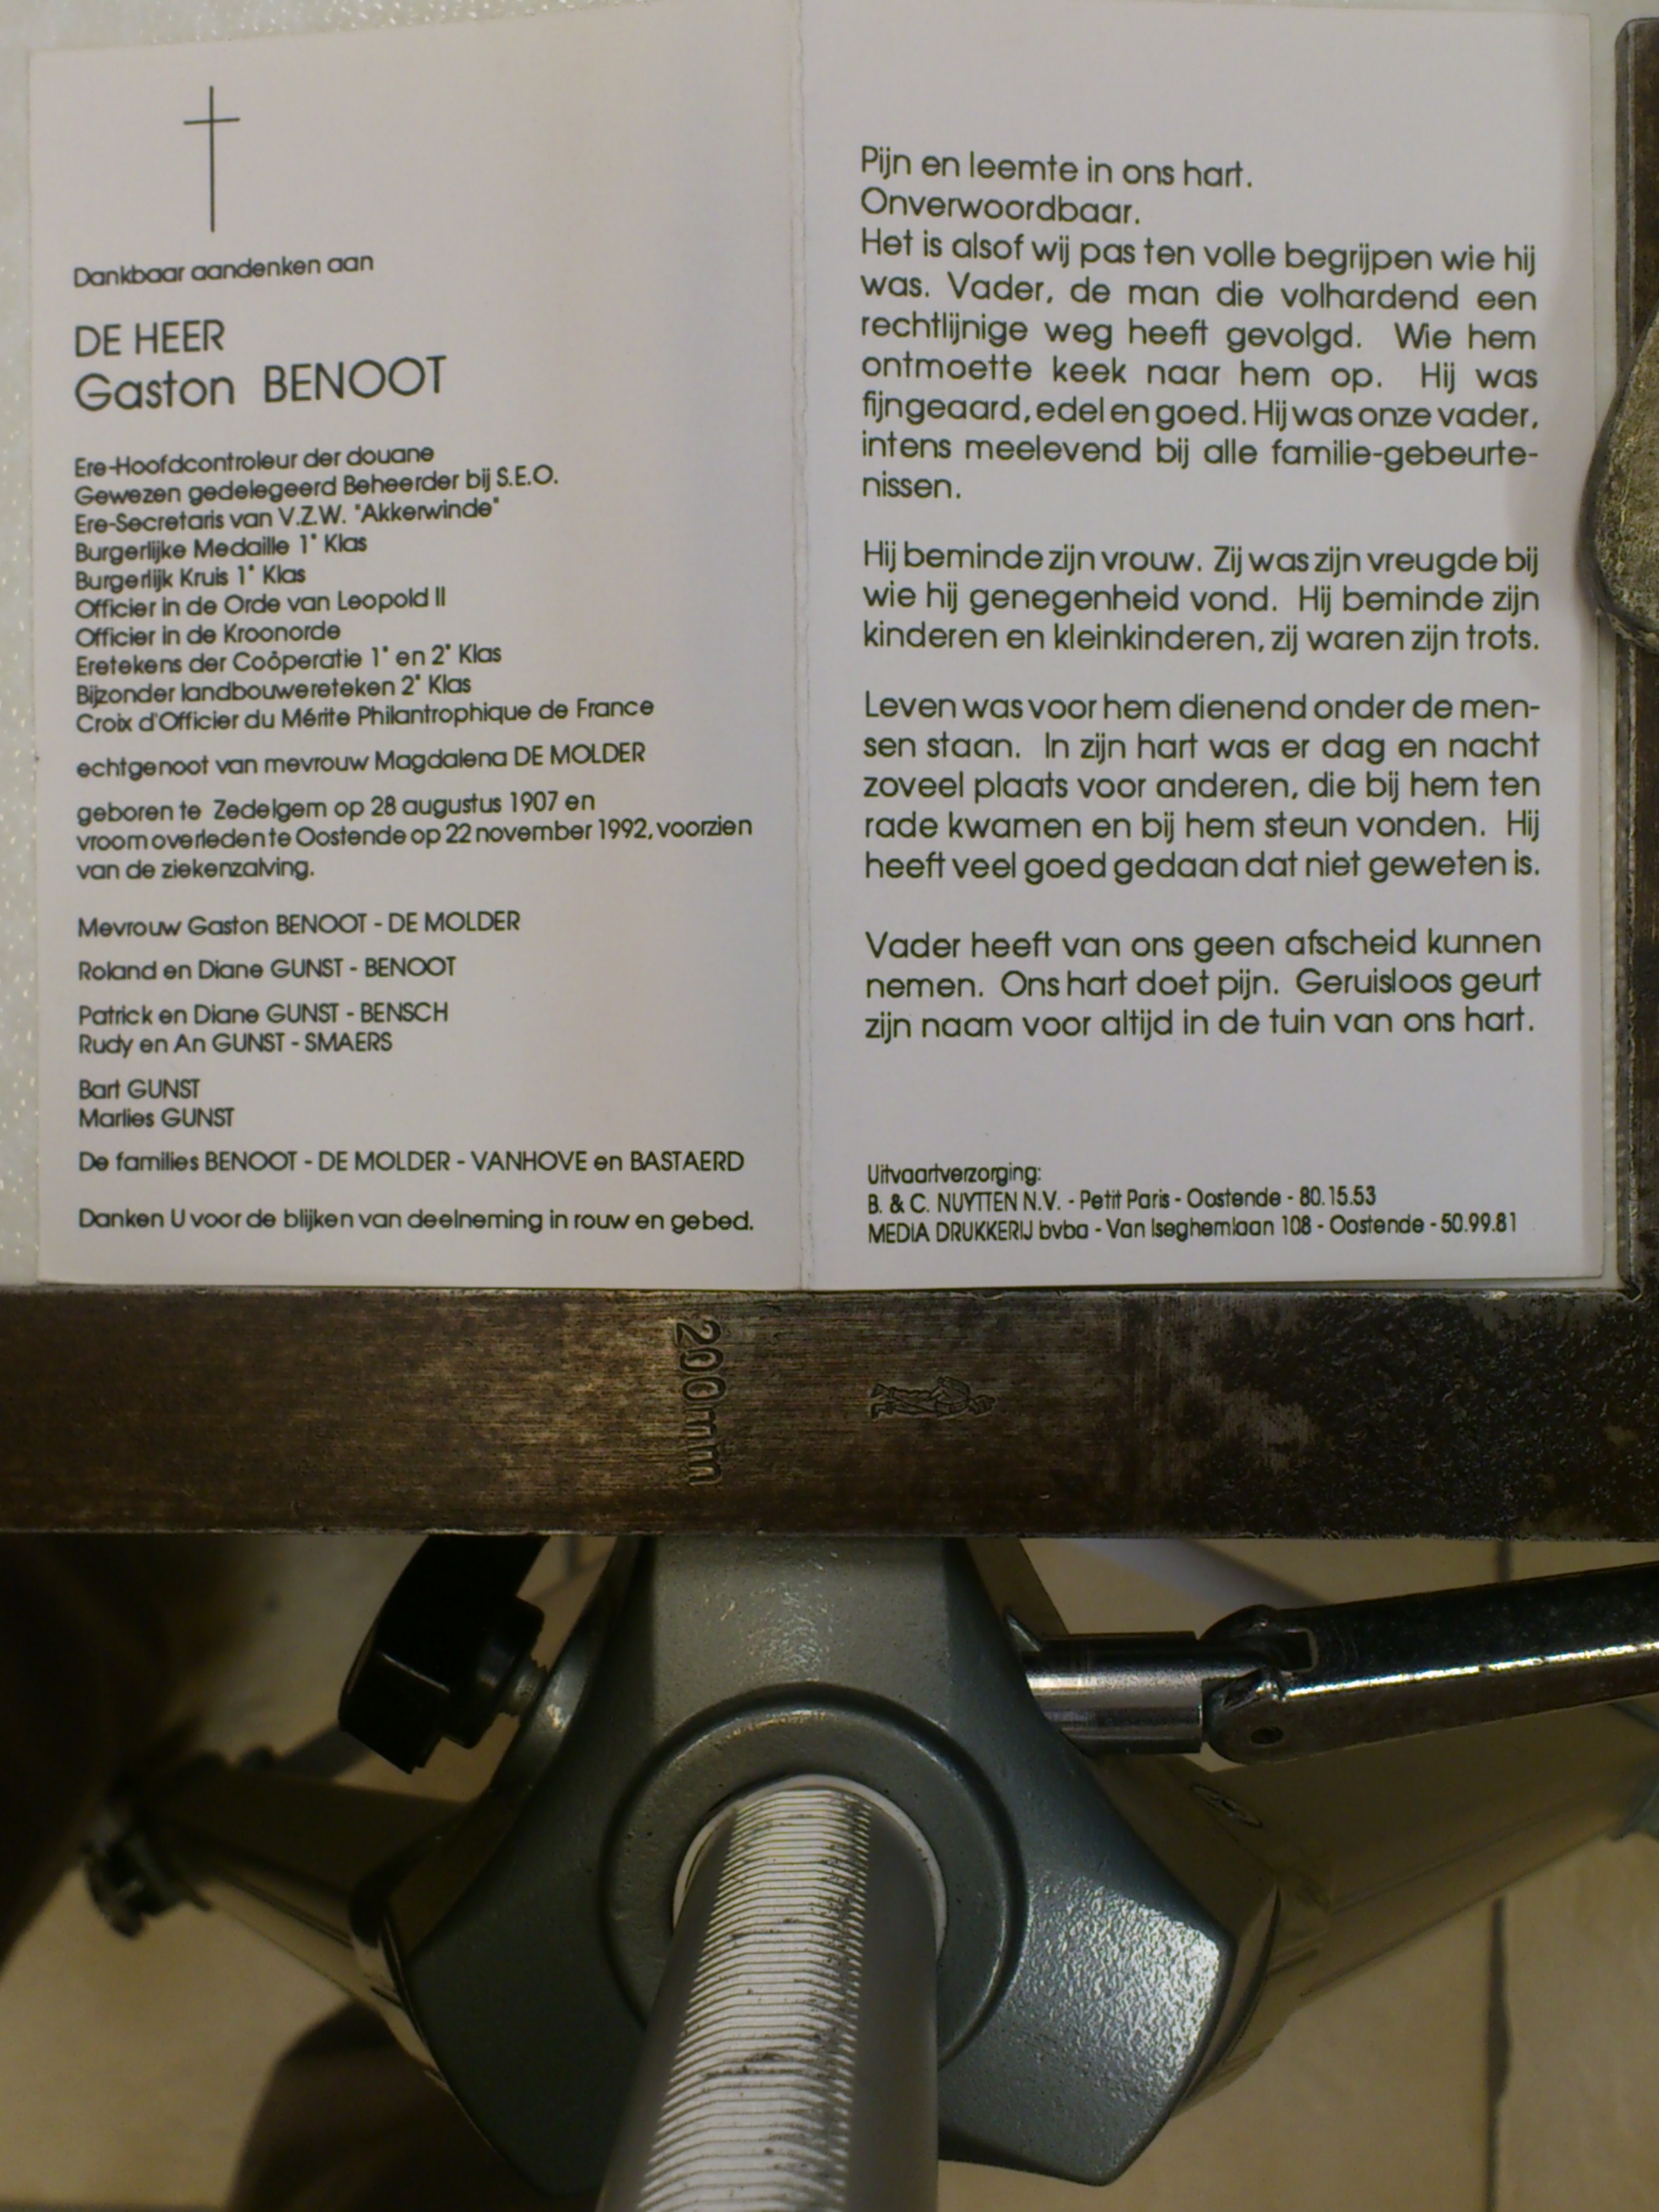 Dankbaar aandenken aan
DE HEER
Gaston BENOOT
Ere-Hoofdcontroleur der douane
Gewezen gedelegeerd Beheerder bij S.E.O.
Ere-Secretaris van V.Z.W. "Akkerwinde"
Burgerlijke Medaille 1° Klas
Burgerlijk Kruis 1° Klas
Officier in de Orde van Leopold II
Officier in de Kroonorde
Eretekens der Coöperatie 1° en 2° Klas
Bijzonder landbouwereteken 2° Klas
Croix d'Officier du Mérite Philantrophique de France
echtgenoot van mevrouw Magdalena DE MOLDER
geboren te Zedelgem op 28 augustus 1907 en
vroom overleden te Oostende op 22 november 1992, voorzien
van de ziekenzalving.
Mevrouw Gaston BENOOT - DE MOLDER
Roland en Diane GUNST - BENOOT
Patrick en Diane GUNST - BENSCH
Rudy en An GUNST - SMAERS
Bart GUNST
Marlies GUNST
De families BENOOT - DE MOLDER - VANHOVE en BASTAERD
Danken U voor de blijken van deelneming in rouw en gebed.
Pijn en leemte in ons hart.
Onverwoordbaar.
Het is alsof wij pas ten volle begrijpen wie hij
was. Vader, de man die volhardend een
rechtlijnige weg heeft gevolgd. Wie hem
ontmoette keek naar hem op. Hij was
fijngeaard, edel en goed. Hij was onze vader,
intens meelevend bij alle familie-gebeurte-
nissen.
Hij beminde zijn vrouw. Zij was zijn vreugde bij
wie hij genegenheid vond. Hij beminde zijn
kinderen en kleinkinderen, zij waren zijn trots.
Leven was voor hem dienend onder de men-
sen staan. In zijn hart was er dag en nacht
zoveel plaats voor anderen, die bij hem ten
rade kwamen en bij hem steun vonden. Hij
heeft veel goed gedaan dat niet geweten is.
Vader heeft van ons geen afscheid kunnen
nemen. Ons hart doet pijn. Geruisloos geurt
zijn naam voor altijd in de tuin van ons hart.
Uitvaartverzorging:
B. & C. NUYTTEN N.V. - Petit Paris - Oostende - 80.15.53
MEDIA DRUKKERIJ bvba - Van Iseghemlaan 108 - Oostende - 50.99.81
200mm